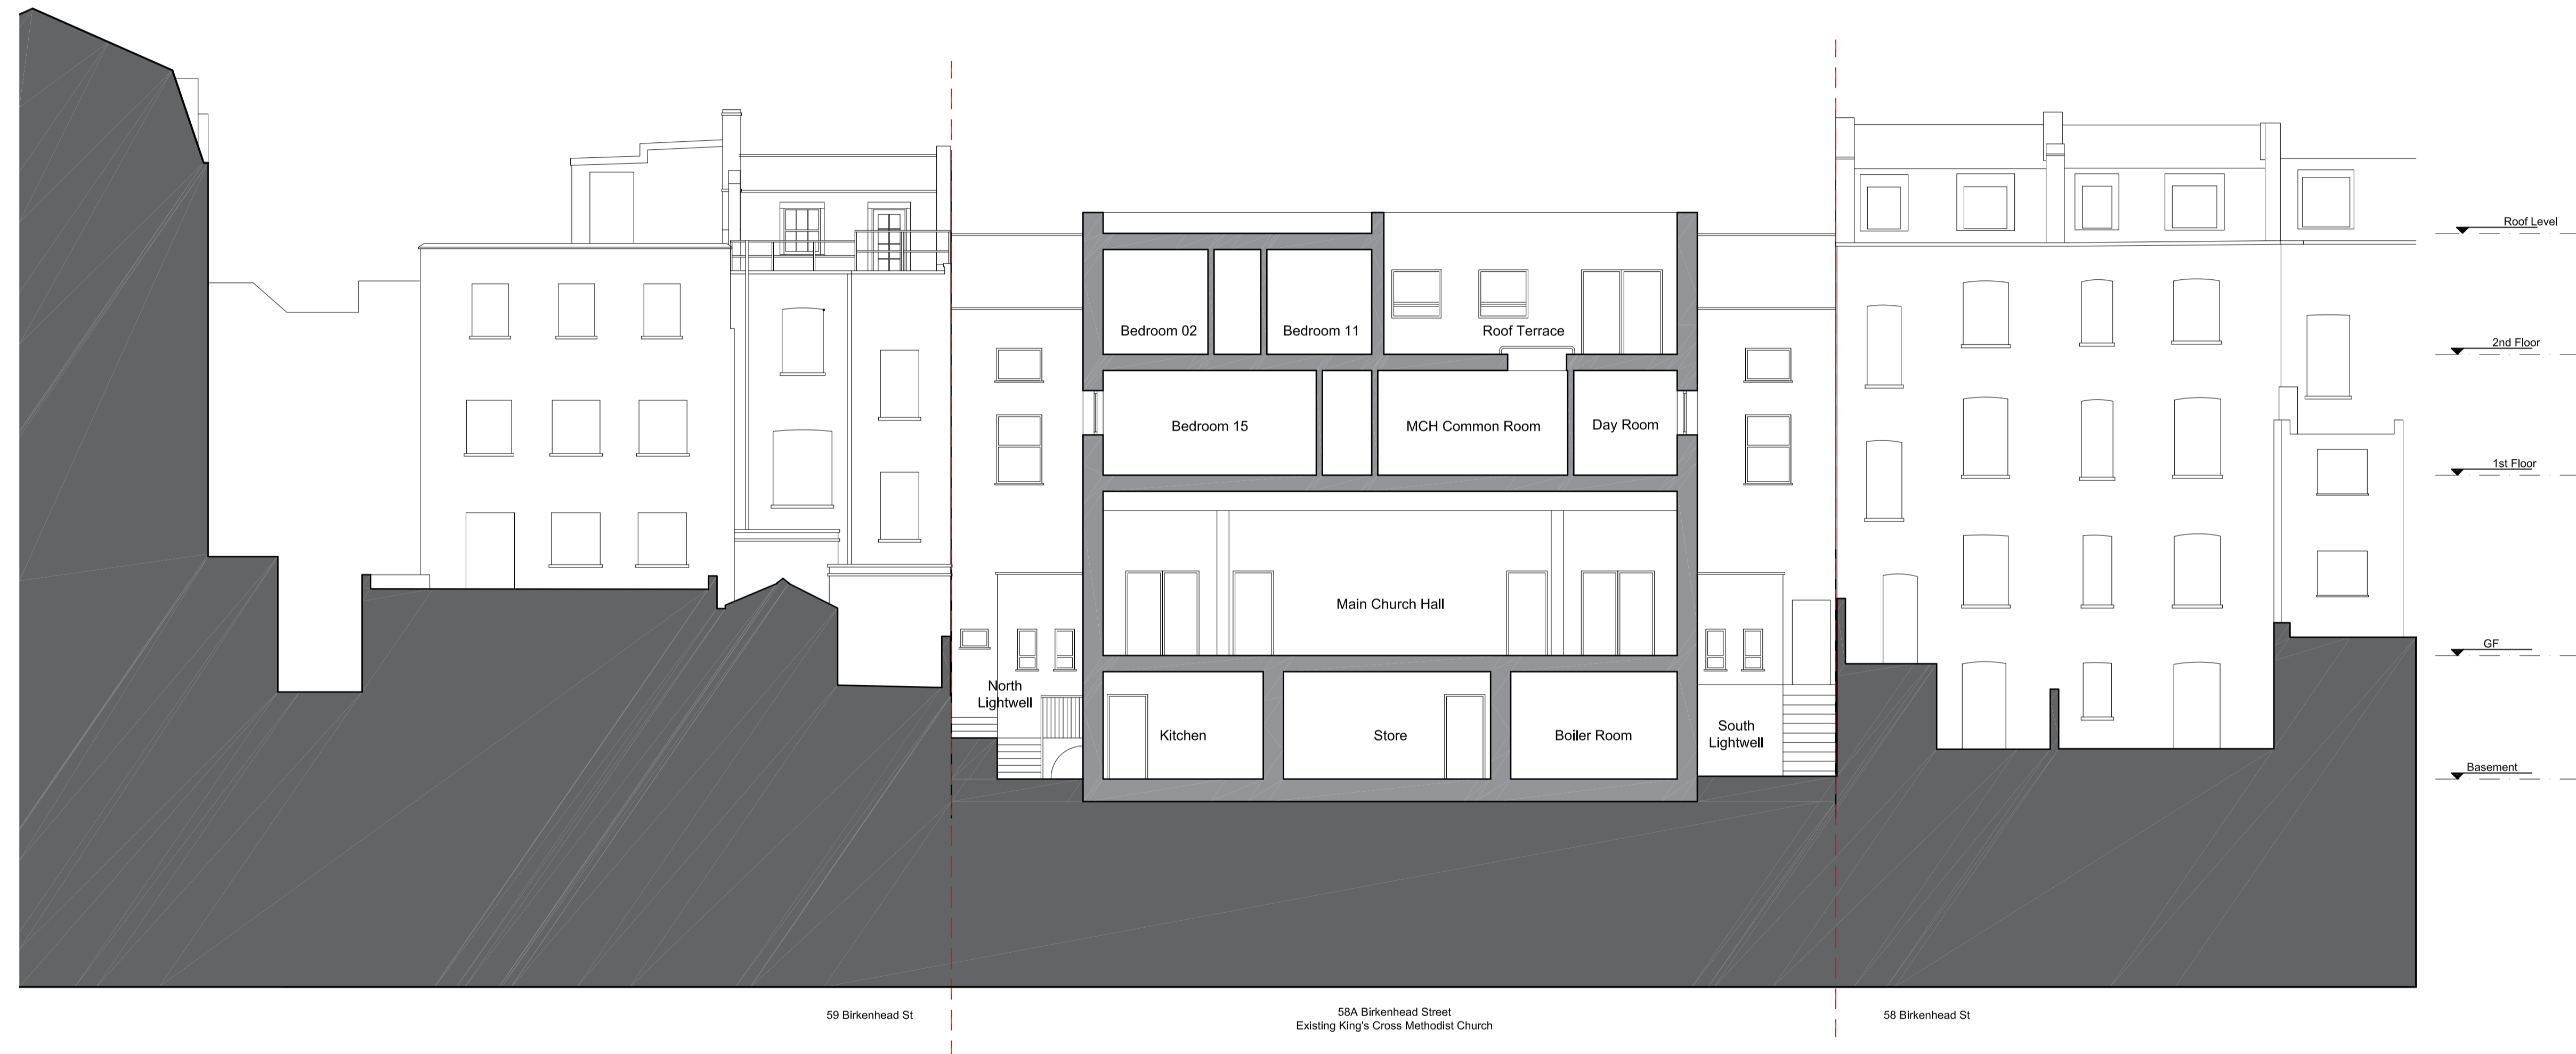 Roof Level
Bedroom 02
Bedroom 11
Roof Terrace
2nd Floor
Bedroom 15
MCH Common Room
Day Room
1st Floor
Main Church Hall
GF
North
Lightwell
Kitchen
Store
Boiler Room
South
Lightwell
Basement
59 Birkenhead St
58A Birkenhead Street
Existing King's Cross Methodist Church
58 Birkenhead St